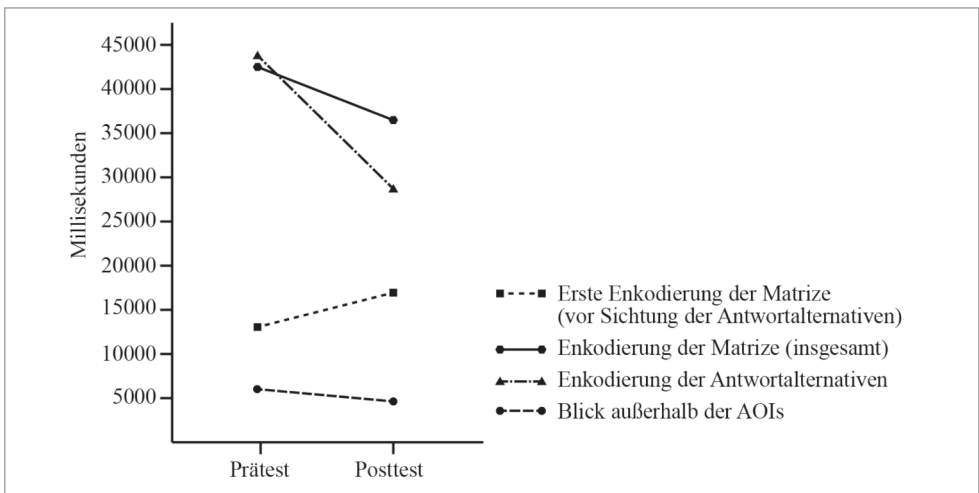 45000
40000
35000
30000
25000
20000
15000
10000
5000
Millisekunden
Prätest
Posttest
Erste Enkodierung der Matrize
(vor Sichtung der Antwortalternativen)
Enkodierung der Matrize (insgesamt)
Enkodierung der Antwortalternativen
Blick außerhalb der AOIs